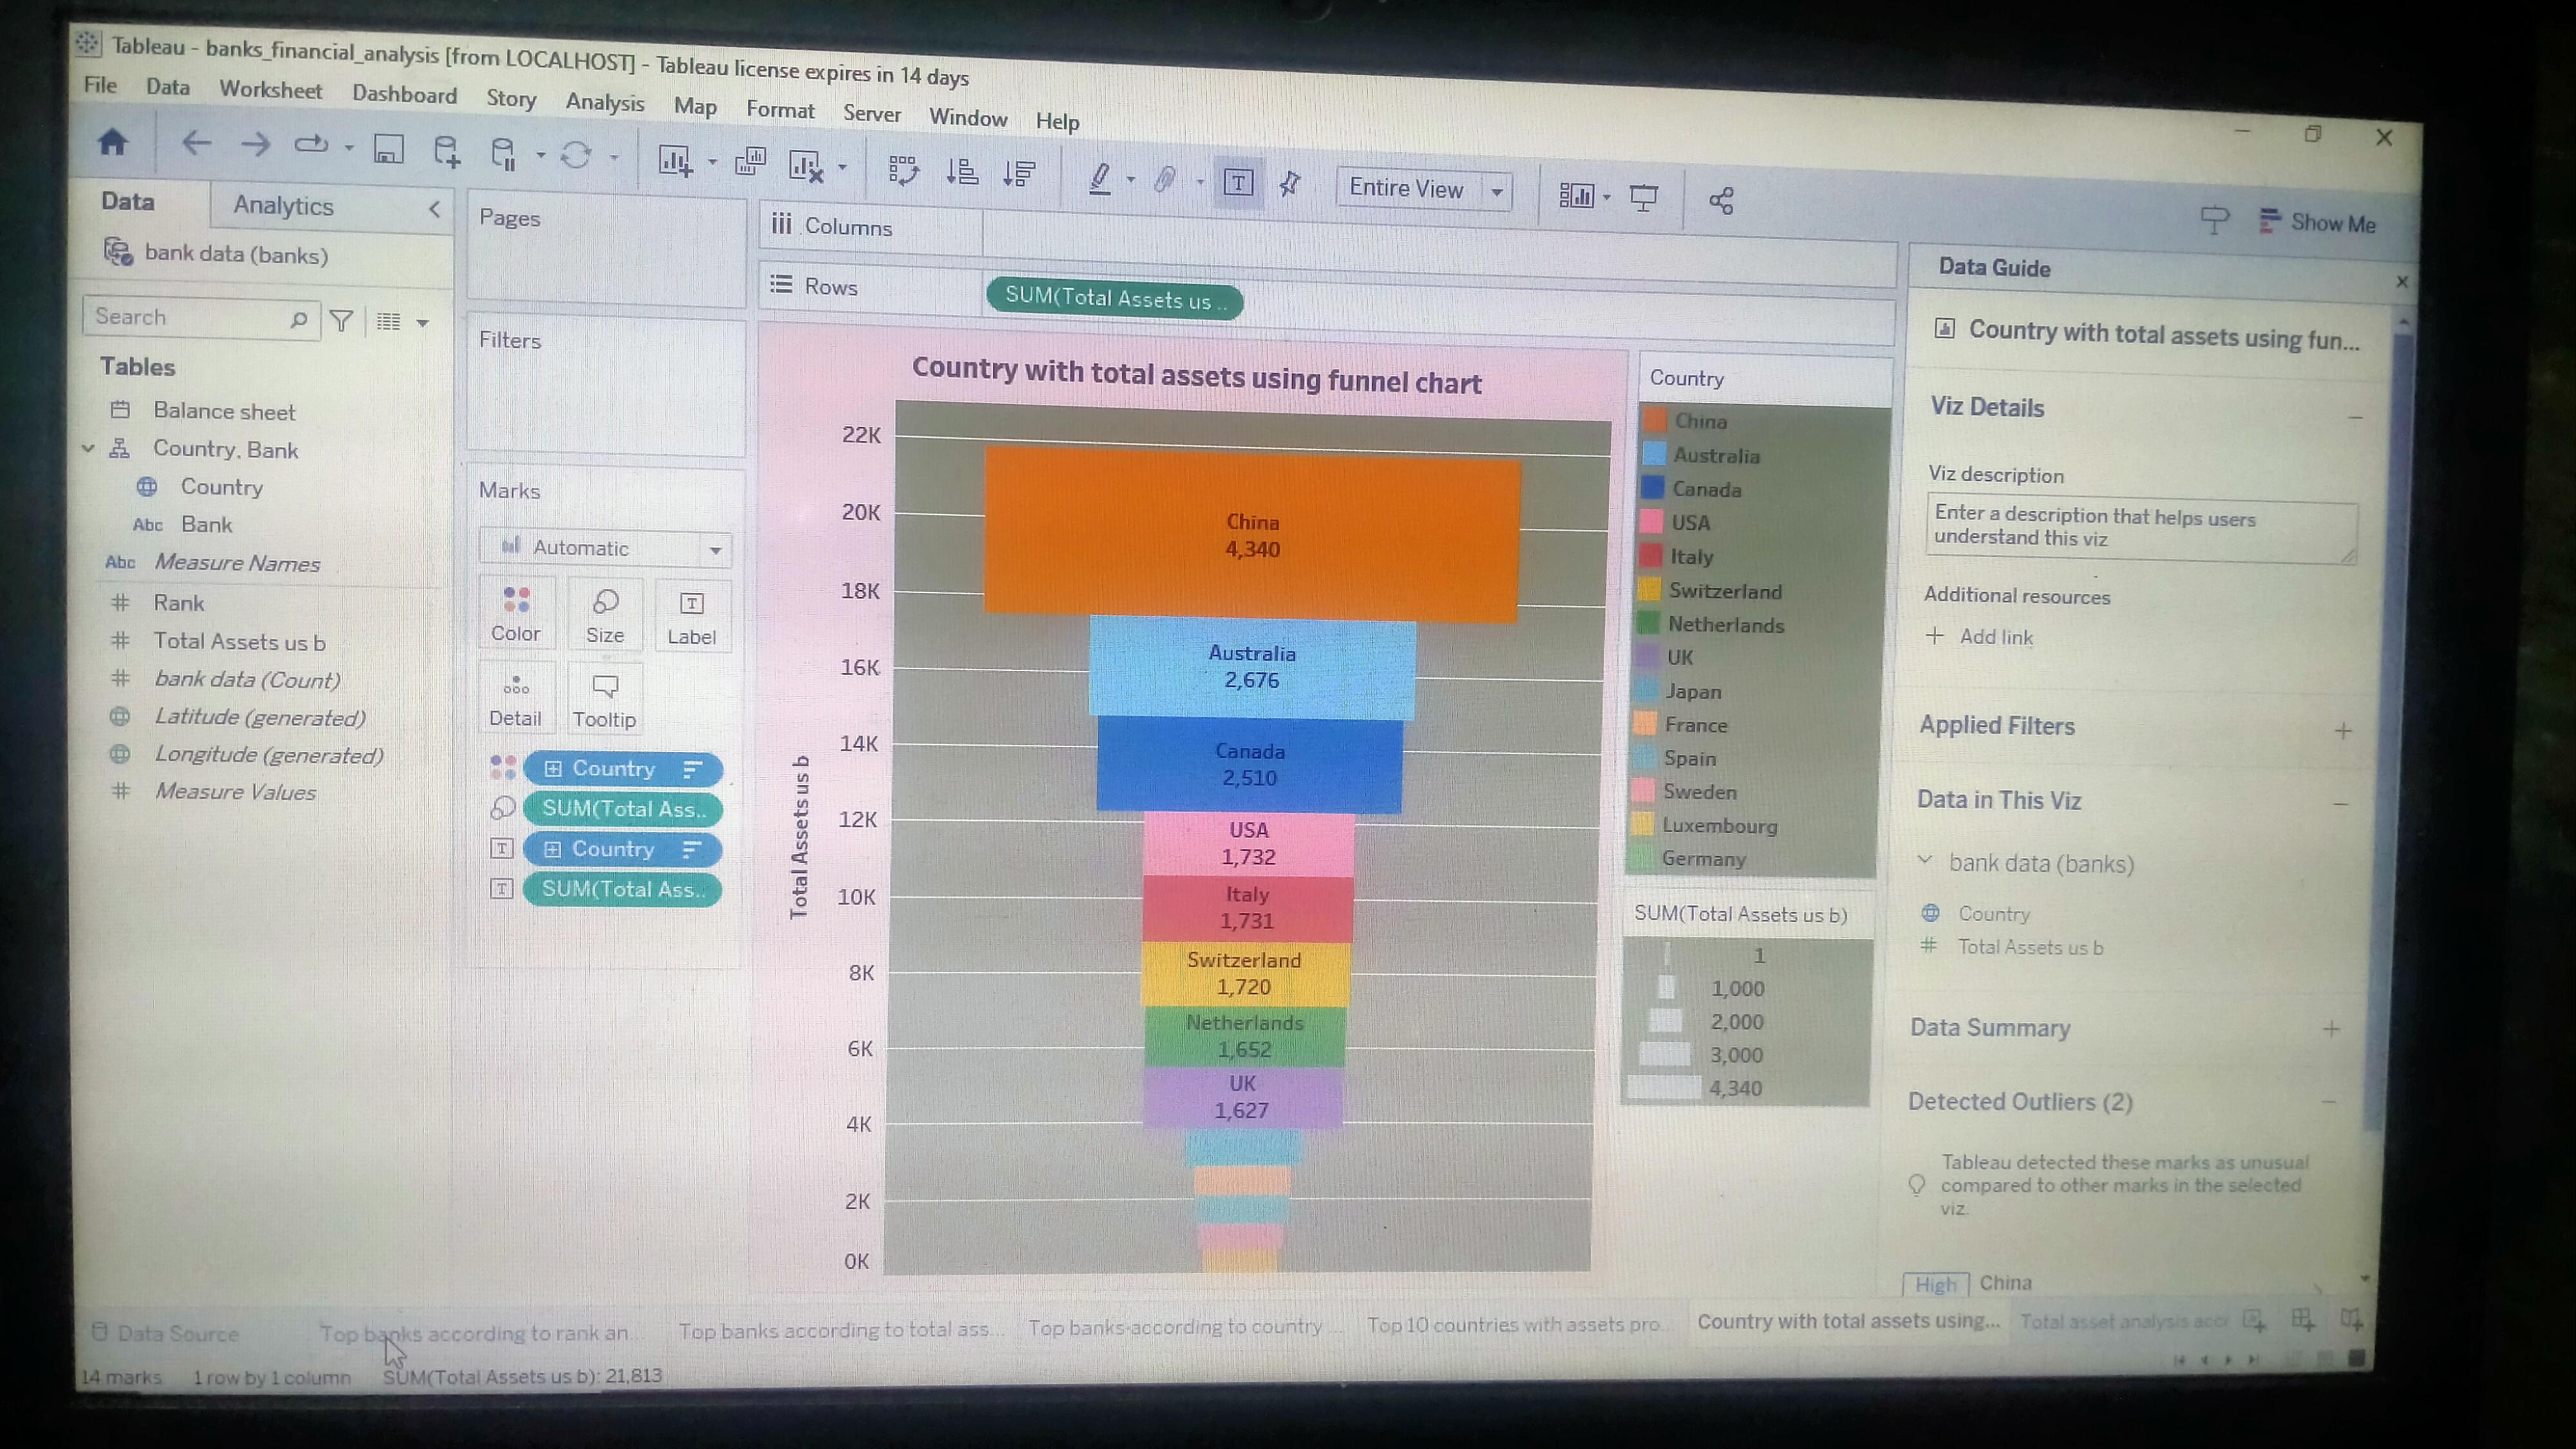 Tableau - banks_financial_analysis [from LOCALHOST] - Tableau license expires in 14 days
File Data Worksheet Dashboard Story Analysis Map Format Server Window Help
Entire View
Show Me
Data Analytics
bank data (banks)
Search
Tables
Balance sheet
Country, Bank
Country
Abc Bank
Abc Measure Names
# Rank
# Total Assets us b
# bank data (Count)
Latitude (generated)
Longitude (generated)
# Measure Values
Pages
Filters
Marks
Automatic
Color Size Label
Detail Tooltip
Country
SUM(Total Ass..
Country
SUM(Total Ass..
Columns
Rows SUM(Total Assets us ..
Country with total assets using funnel chart
Total Assets us b
22K
20K
18K
16K
14K
12K
10K
8K
6K
4K
2K
0K
China
4,340
Australia
2,676
Canada
2,510
USA
1,732
Italy
1,731
Switzerland
1,720
Netherlands
1,652
UK
1,627
Country
China
Australia
Canada
USA
Italy
Switzerland
Netherlands
UK
Japan
France
Spain
Sweden
Luxembourg
Germany
SUM(Total Assets us b)
1
1,000
2,000
3,000
4,340
Data Guide
Country with total assets using fun...
Viz Details
Viz description
Enter a description that helps users
understand this viz
Additional resources
+ Add link
Applied Filters
Data in This Viz
bank data (banks)
Country
# Total Assets us b
Data Summary
Detected Outliers (2)
Tableau detected these marks as unusual
compared to other marks in the selected
viz.
High China
Data Source Top banks according to rank an... Top banks according to total ass... Top banks-according to country ... Top 10 countries with assets pro... Country with total assets using... Total asset analysis acor
14 marks 1 row by 1 column SUM(Total Assets us b): 21,813